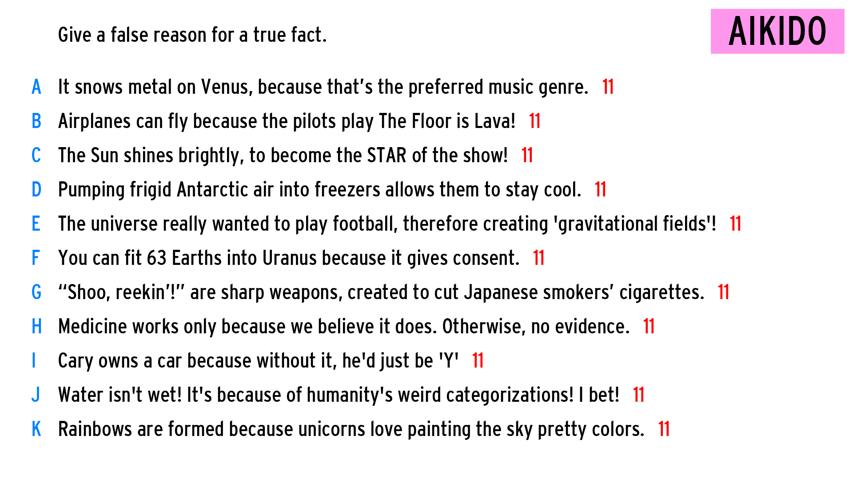 Give a false reason for a true fact.
AIKIDO
A It snows metal on Venus, because that's the preferred music genre. 11
B Airplanes can fly because the pilots play The Floor is Lava! 11
C The Sun shines brightly, to become the STAR of the show! 11
D Pumping frigid Antarctic air into freezers allows them to stay cool. 11
E The universe really wanted to play football, therefore creating 'gravitational fields'! 11
F You can fit 63 Earths into Uranus because it gives consent. 11
G “Shoo, reekin'!” are sharp weapons, created to cut Japanese smokers’ cigarettes. 11
H Medicine works only because we believe it does. Otherwise, no evidence. 11
I Cary owns a car because without it, he'd just be 'Y' 11
J Water isn't wet! It's because of humanity's weird categorizations! I bet! 11
K Rainbows are formed because unicorns love painting the sky pretty colors. 11